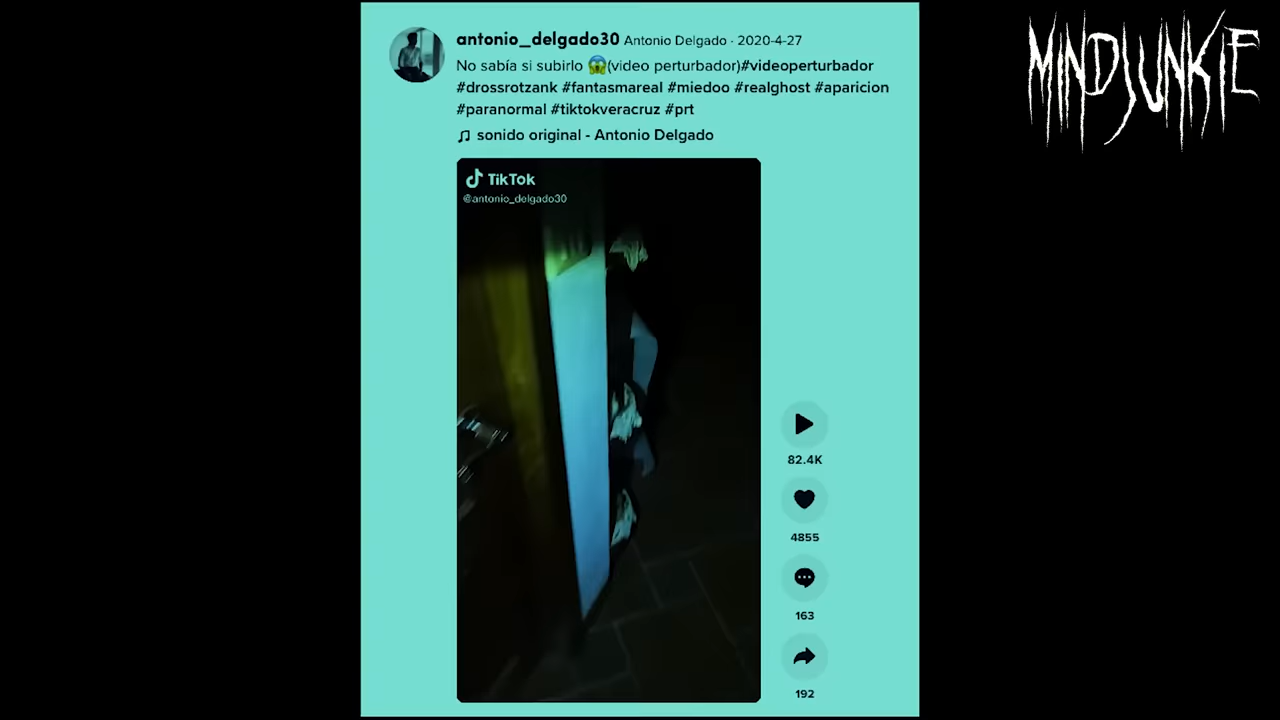 antonio_delgado30 Antonio Delgado · 2020-4-27
No sabía si subirlo 😱(video perturbador)#videoperturbador
#drossrotzank #fantasmareal #miedoo #realghost #aparicion
#paranormal #tiktokveracruz #prt
sonido original - Antonio Delgado
TikTok
@antonio_delgado30
82.4K
4855
163
192
MINDJUNKIE